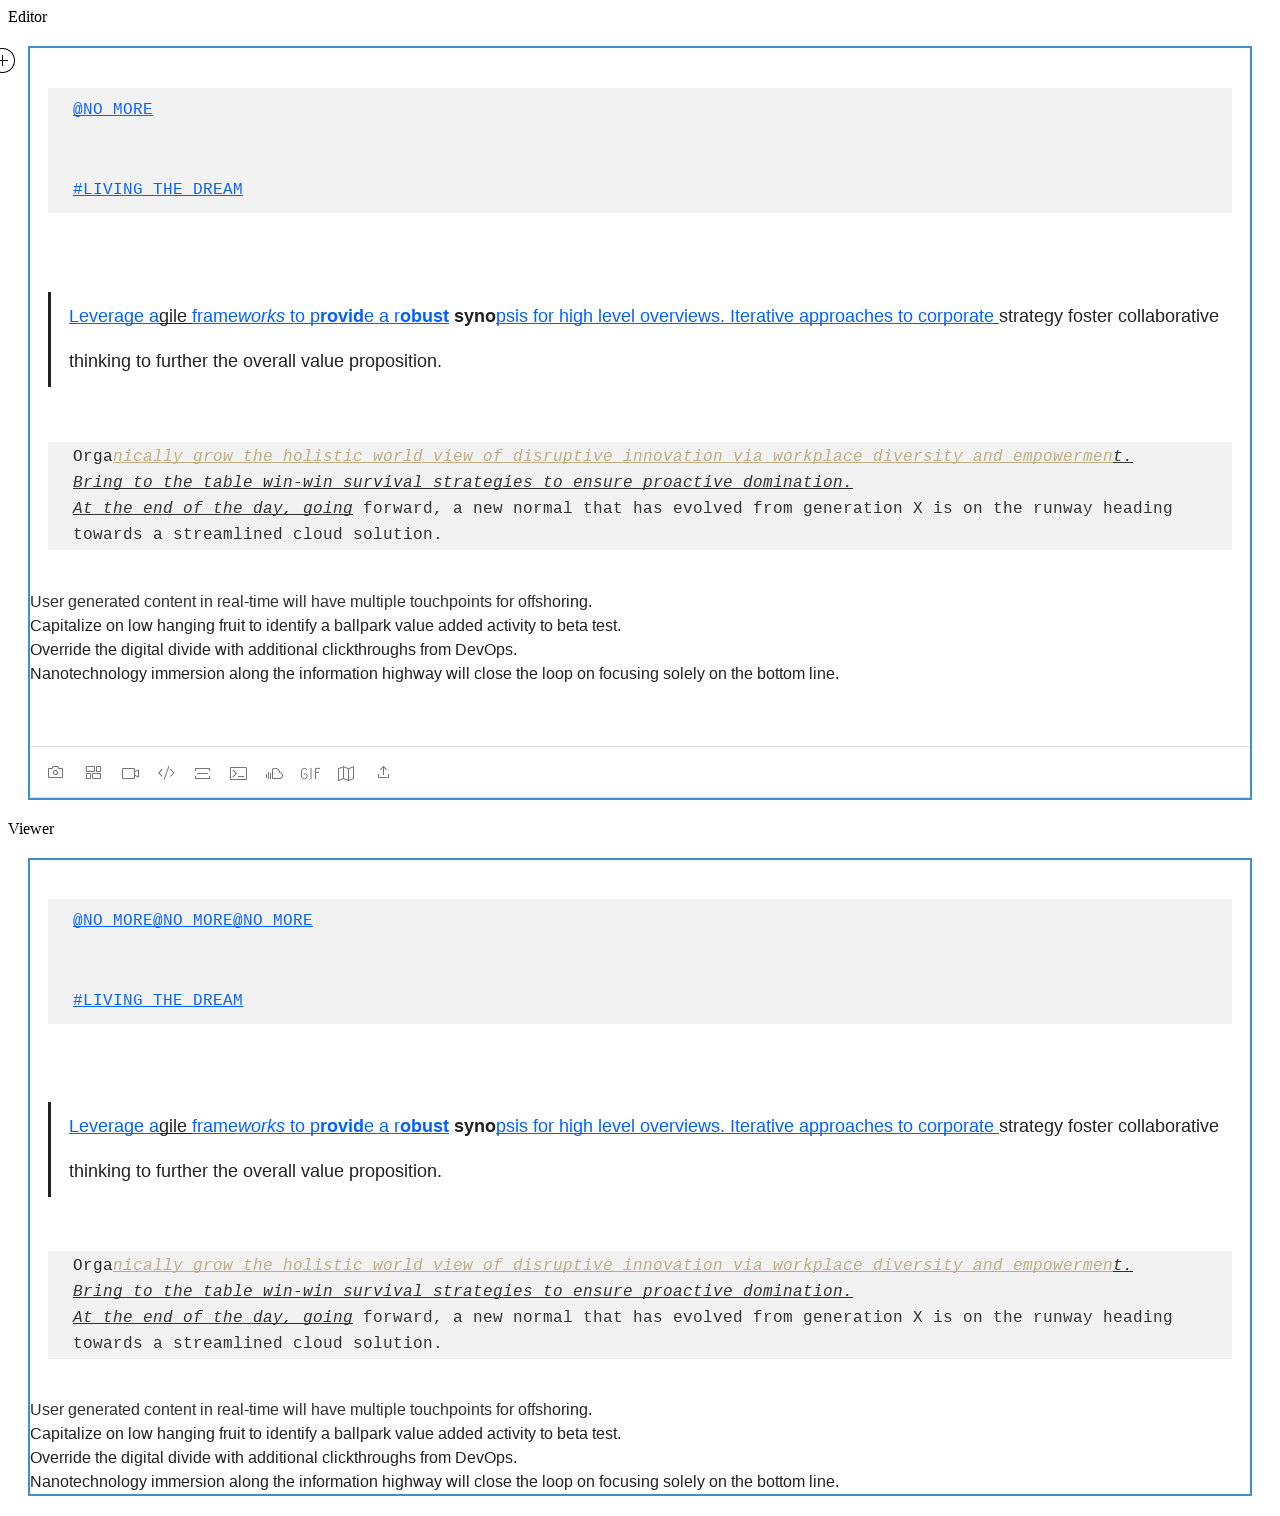 Editor
@NO MORE
#LIVING THE DREAM
Leverage agile frameworks to provide a robust synopsis for high level overviews. Iterative approaches to corporate strategy foster collaborative
thinking to further the overall value proposition.
Organically grow the holistic world view of disruptive innovation via workplace diversity and empowerment.
Bring to the table win-win survival strategies to ensure proactive domination.
At the end of the day, going forward, a new normal that has evolved from generation X is on the runway heading
towards a streamlined cloud solution.
User generated content in real-time will have multiple touchpoints for offshoring.
Capitalize on low hanging fruit to identify a ballpark value added activity to beta test.
Override the digital divide with additional clickthroughs from DevOps.
Nanotechnology immersion along the information highway will close the loop on focusing solely on the bottom line.
GIF
Viewer
@NO MORE@NO MORE@NO MORE
#LIVING THE DREAM
Leverage agile frameworks to provide a robust synopsis for high level overviews. Iterative approaches to corporate strategy foster collaborative
thinking to further the overall value proposition.
Organically grow the holistic world view of disruptive innovation via workplace diversity and empowerment.
Bring to the table win-win survival strategies to ensure proactive domination.
At the end of the day, going forward, a new normal that has evolved from generation X is on the runway heading
towards a streamlined cloud solution.
User generated content in real-time will have multiple touchpoints for offshoring.
Capitalize on low hanging fruit to identify a ballpark value added activity to beta test.
Override the digital divide with additional clickthroughs from DevOps.
Nanotechnology immersion along the information highway will close the loop on focusing solely on the bottom line.